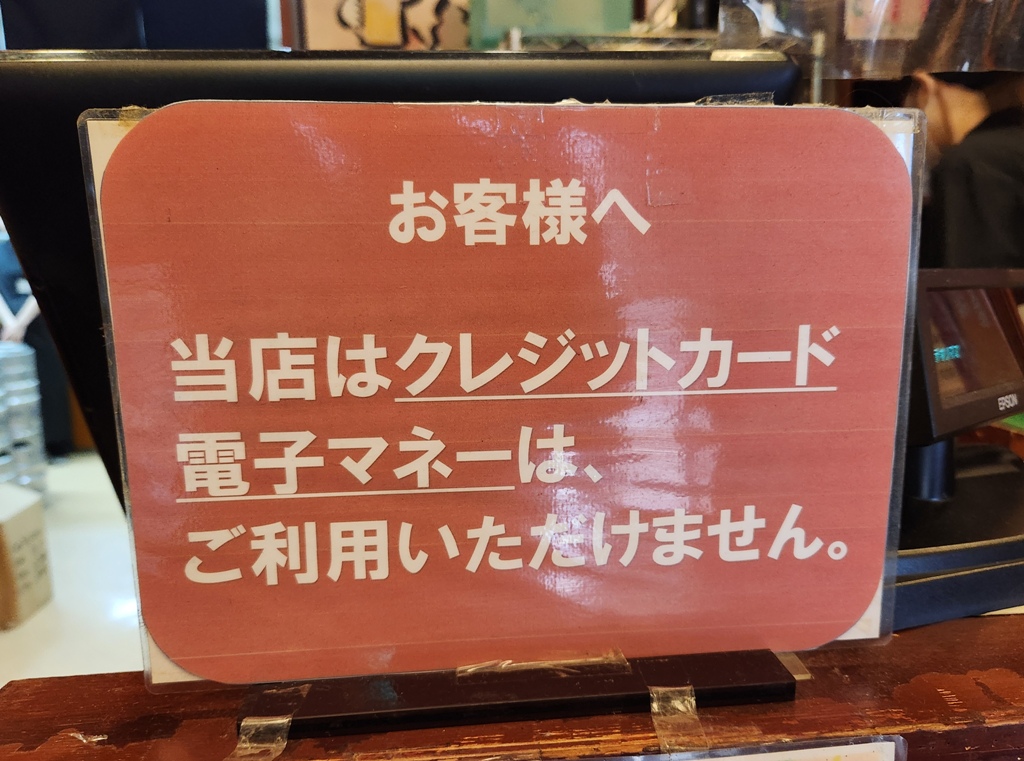 お客様へ
当店はクレジットカード
電子マネーは、
ご利用いただけません。
EPSON